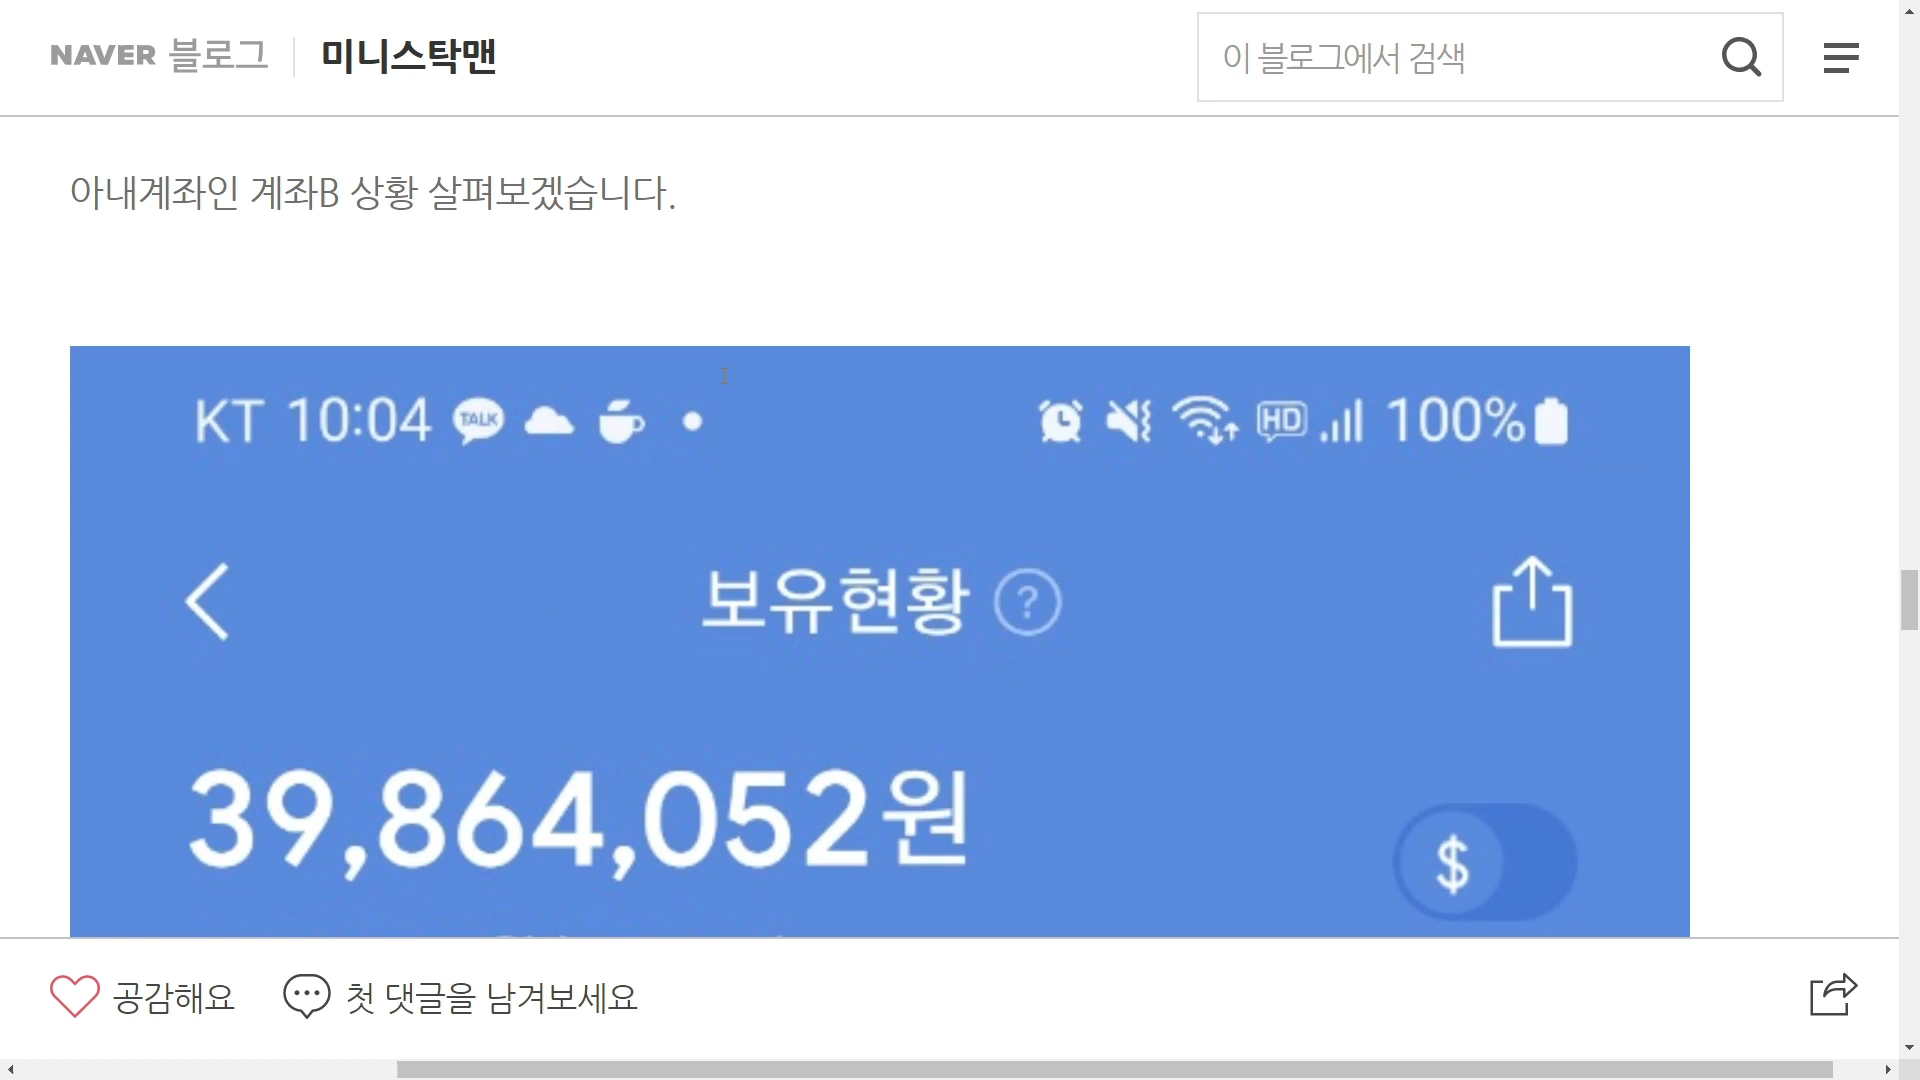 NAVER 블로그 미니스탁맨 이 블로그에서 검색
아내계좌인 계좌B 상황 살펴보겠습니다.
KT 10:04 TALK HD 100%
보유현황 ?
39,864,052원
$
공감해요 첫 댓글을 남겨보세요